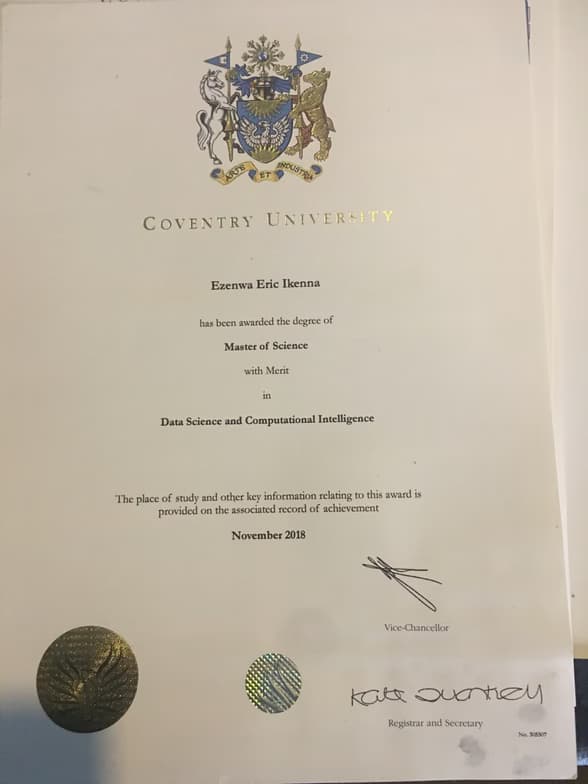 ARTE ET INDUSTRIA
COVENTRY UNIVERSITY
Ezenwa Eric Ikenna
has been awarded the degree of
Master of Science
with Merit
in
Data Science and Computational Intelligence
The place of study and other key information relating to this award is
provided on the associated record of achievement
November 2018
Vice-Chancellor
Kate
Registrar and Secretary
No.